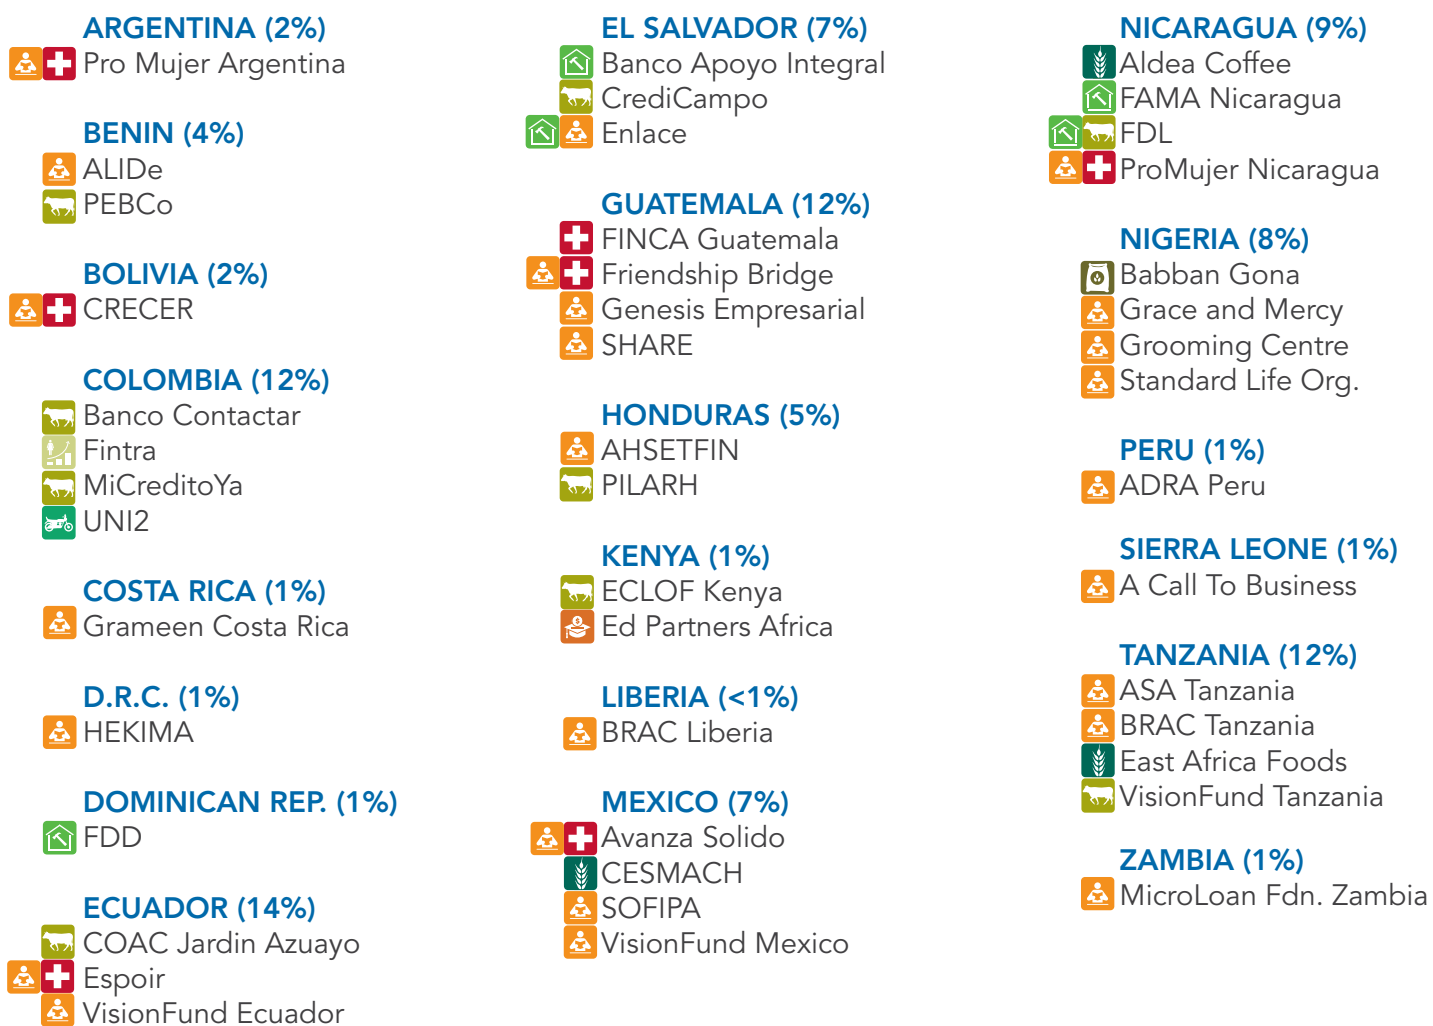 ARGENTINA (2%)
Pro Mujer Argentina
BENIN (4%)
ALIDe
PEBCo
BOLIVIA (2%)
CRECER
COLOMBIA (12%)
Banco Contactar
Fintra
MiCreditoYa
UNI2
COSTA RICA (1%)
Grameen Costa Rica
D.R.C. (1%)
HEKIMA
DOMINICAN REP. (1%)
FDD
ECUADOR (14%)
COAC Jardin Azuayo
Espoir
VisionFund Ecuador
EL SALVADOR (7%)
Banco Apoyo Integral
CrediCampo
Enlace
GUATEMALA (12%)
FINCA Guatemala
Friendship Bridge
Genesis Empresarial
SHARE
HONDURAS (5%)
AHSETFIN
PILARH
KENYA (1%)
ECLOF Kenya
Ed Partners Africa
LIBERIA (<1%)
BRAC Liberia
MEXICO (7%)
Avanza Solido
CESMACH
SOFIPA
VisionFund Mexico
NICARAGUA (9%)
Aldea Coffee
FAMA Nicaragua
FDL
ProMujer Nicaragua
NIGERIA (8%)
Babban Gona
Grace and Mercy
Grooming Centre
Standard Life Org.
PERU (1%)
ADRA Peru
SIERRA LEONE (1%)
A Call To Business
TANZANIA (12%)
ASA Tanzania
BRAC Tanzania
East Africa Foods
VisionFund Tanzania
ZAMBIA (1%)
MicroLoan Fdn. Zambia